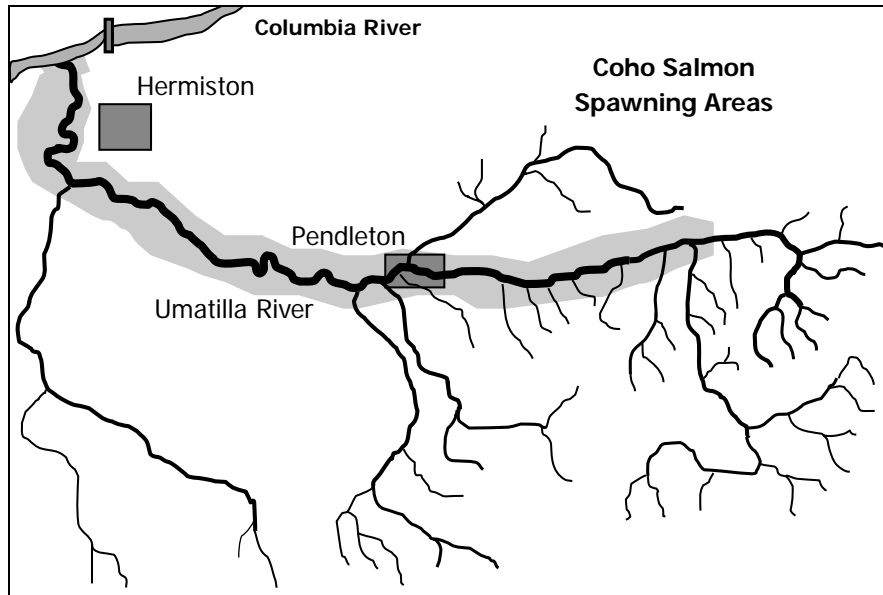 Columbia River
Hermiston
Coho Salmon
Spawning Areas
Pendleton
Umatilla River